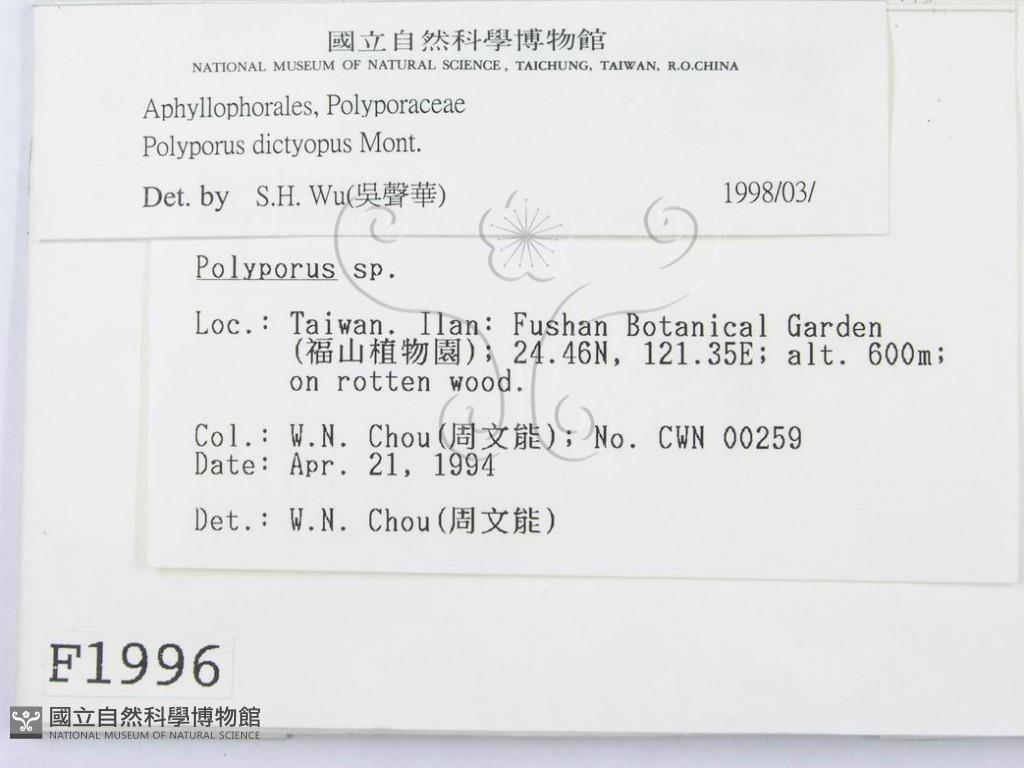 國立自然科學博物館
NATIONAL MUSEUM OF NATURAL SCIENCE, TAICHUNG, TAIWAN, R.O.CHINA
Aphyllophorales, Polyporaceae
Polyporus dictyopus Mont.
Det. by S.H. Wu(吳聲華) 1998/03/
Polyporus sp.
Loc.: Taiwan. Ilan: Fushan Botanical Garden
(福山植物園); 24.46N, 121.35E; alt. 600m;
on rotten wood.
Col.: W.N. Chou(周文能); No. CWN 00259
Date: Apr. 21, 1994
Det.: W.N. Chou(周文能)
F1996
國立自然科學博物館
NATIONAL MUSEUM OF NATURAL SCIENCE